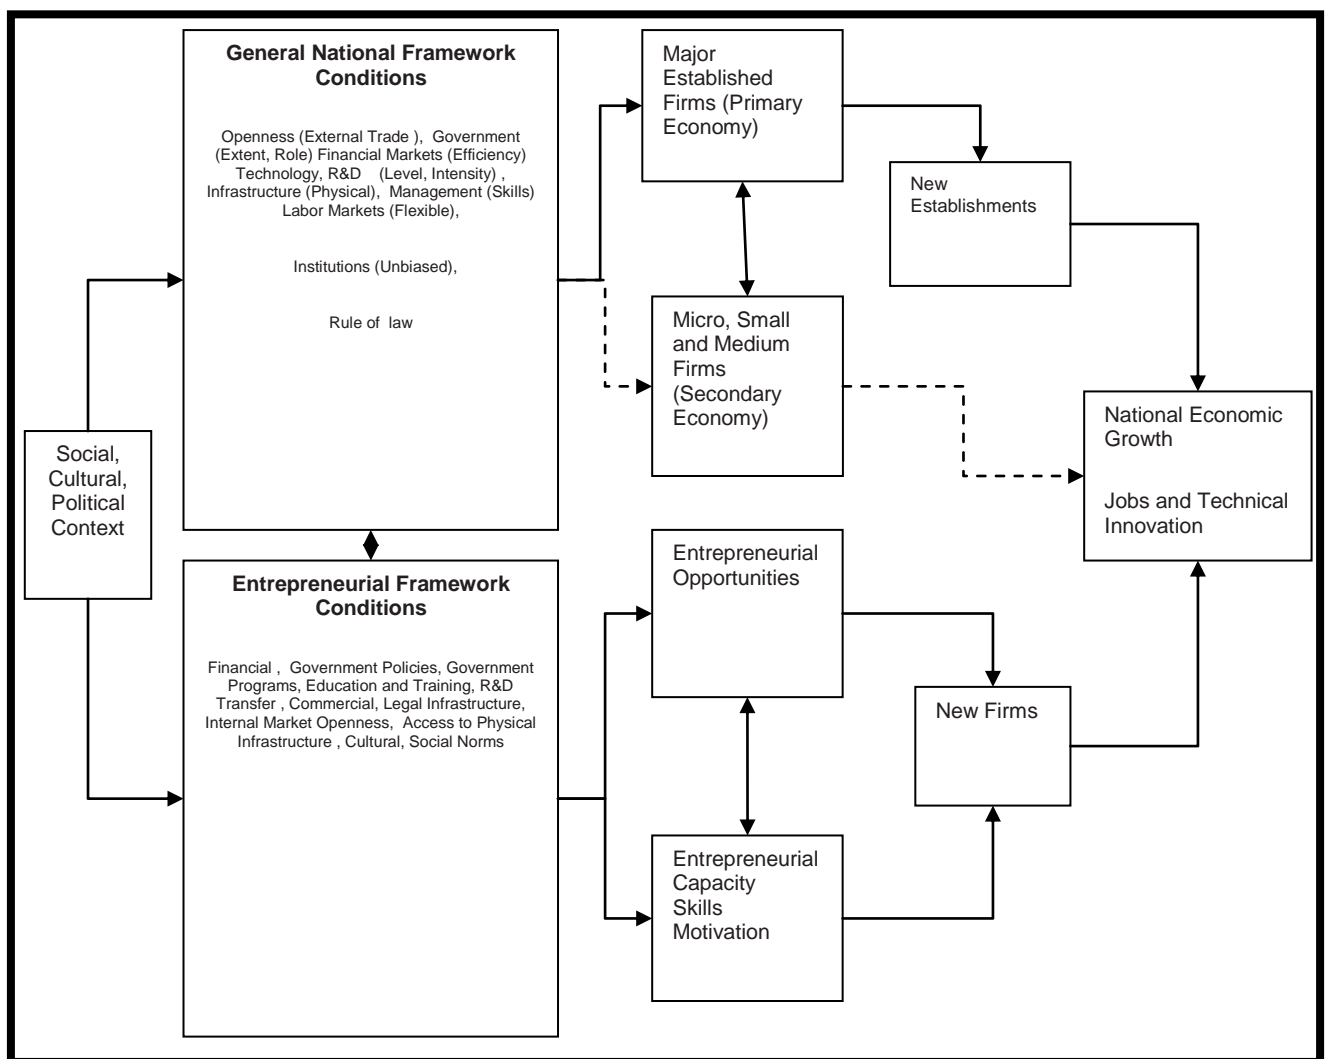 General National Framework
Conditions
Openness (External Trade ), Government
(Extent, Role) Financial Markets (Efficiency)
Technology, R&D (Level, Intensity) ,
Infrastructure (Physical), Management (Skills)
Labor Markets (Flexible),
Institutions (Unbiased),
Rule of law
Major
Established
Firms (Primary
Economy)
New
Establishments
Micro, Small
and Medium
Firms
(Secondary
Economy)
Social,
Cultural,
Political
Context
National Economic
Growth
Jobs and Technical
Innovation
Entrepreneurial Framework
Conditions
Financial , Government Policies, Government
Programs, Education and Training, R&D
Transfer , Commercial, Legal Infrastructure,
Internal Market Openness, Access to Physical
Infrastructure , Cultural, Social Norms
Entrepreneurial
Opportunities
New Firms
Entrepreneurial
Capacity
Skills
Motivation